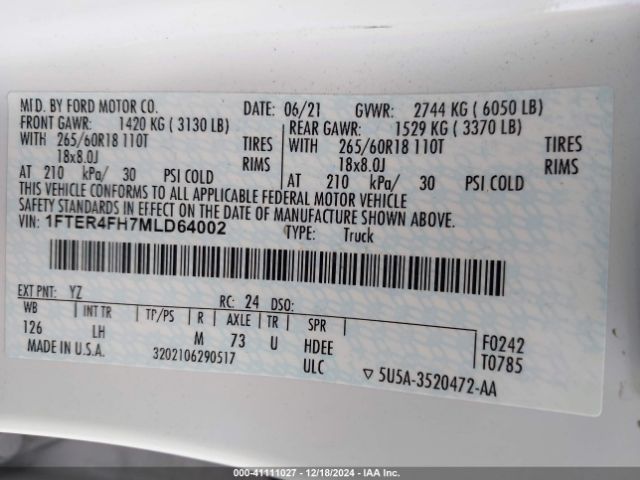 MFD. BY FORD MOTOR CO. DATE: 06/21 GVWR: 2744 KG ( 6050 LB)
FRONT GAWR: 1420 KG ( 3130 LB) REAR GAWR: 1529 KG ( 3370 LB)
WITH 265/60R18 110T TIRES WITH 265/60R18 110T TIRES
18x8.0J RIMS 18x8.0J RIMS
AT 210 kPa/ 30 PSI COLD AT 210 kPa/ 30 PSI COLD
THIS VEHICLE CONFORMS TO ALL APPLICABLE FEDERAL MOTOR VEHICLE
SAFETY STANDARDS IN EFFECT ON THE DATE OF MANUFACTURE SHOWN ABOVE.
VIN: 1FTER4FH7MLD64002 TYPE: Truck
EXT PNT: YZ RC: 24 DSO:
WB INT TR TP/PS R AXLE TR SPR
126 LH M 73 U HDEE F0242
MADE IN U.S.A. 3202106290517 ULC T0785
▽ 5U5A-3520472-AA
000-41111027 - 12/18/2024 - IAA Inc.